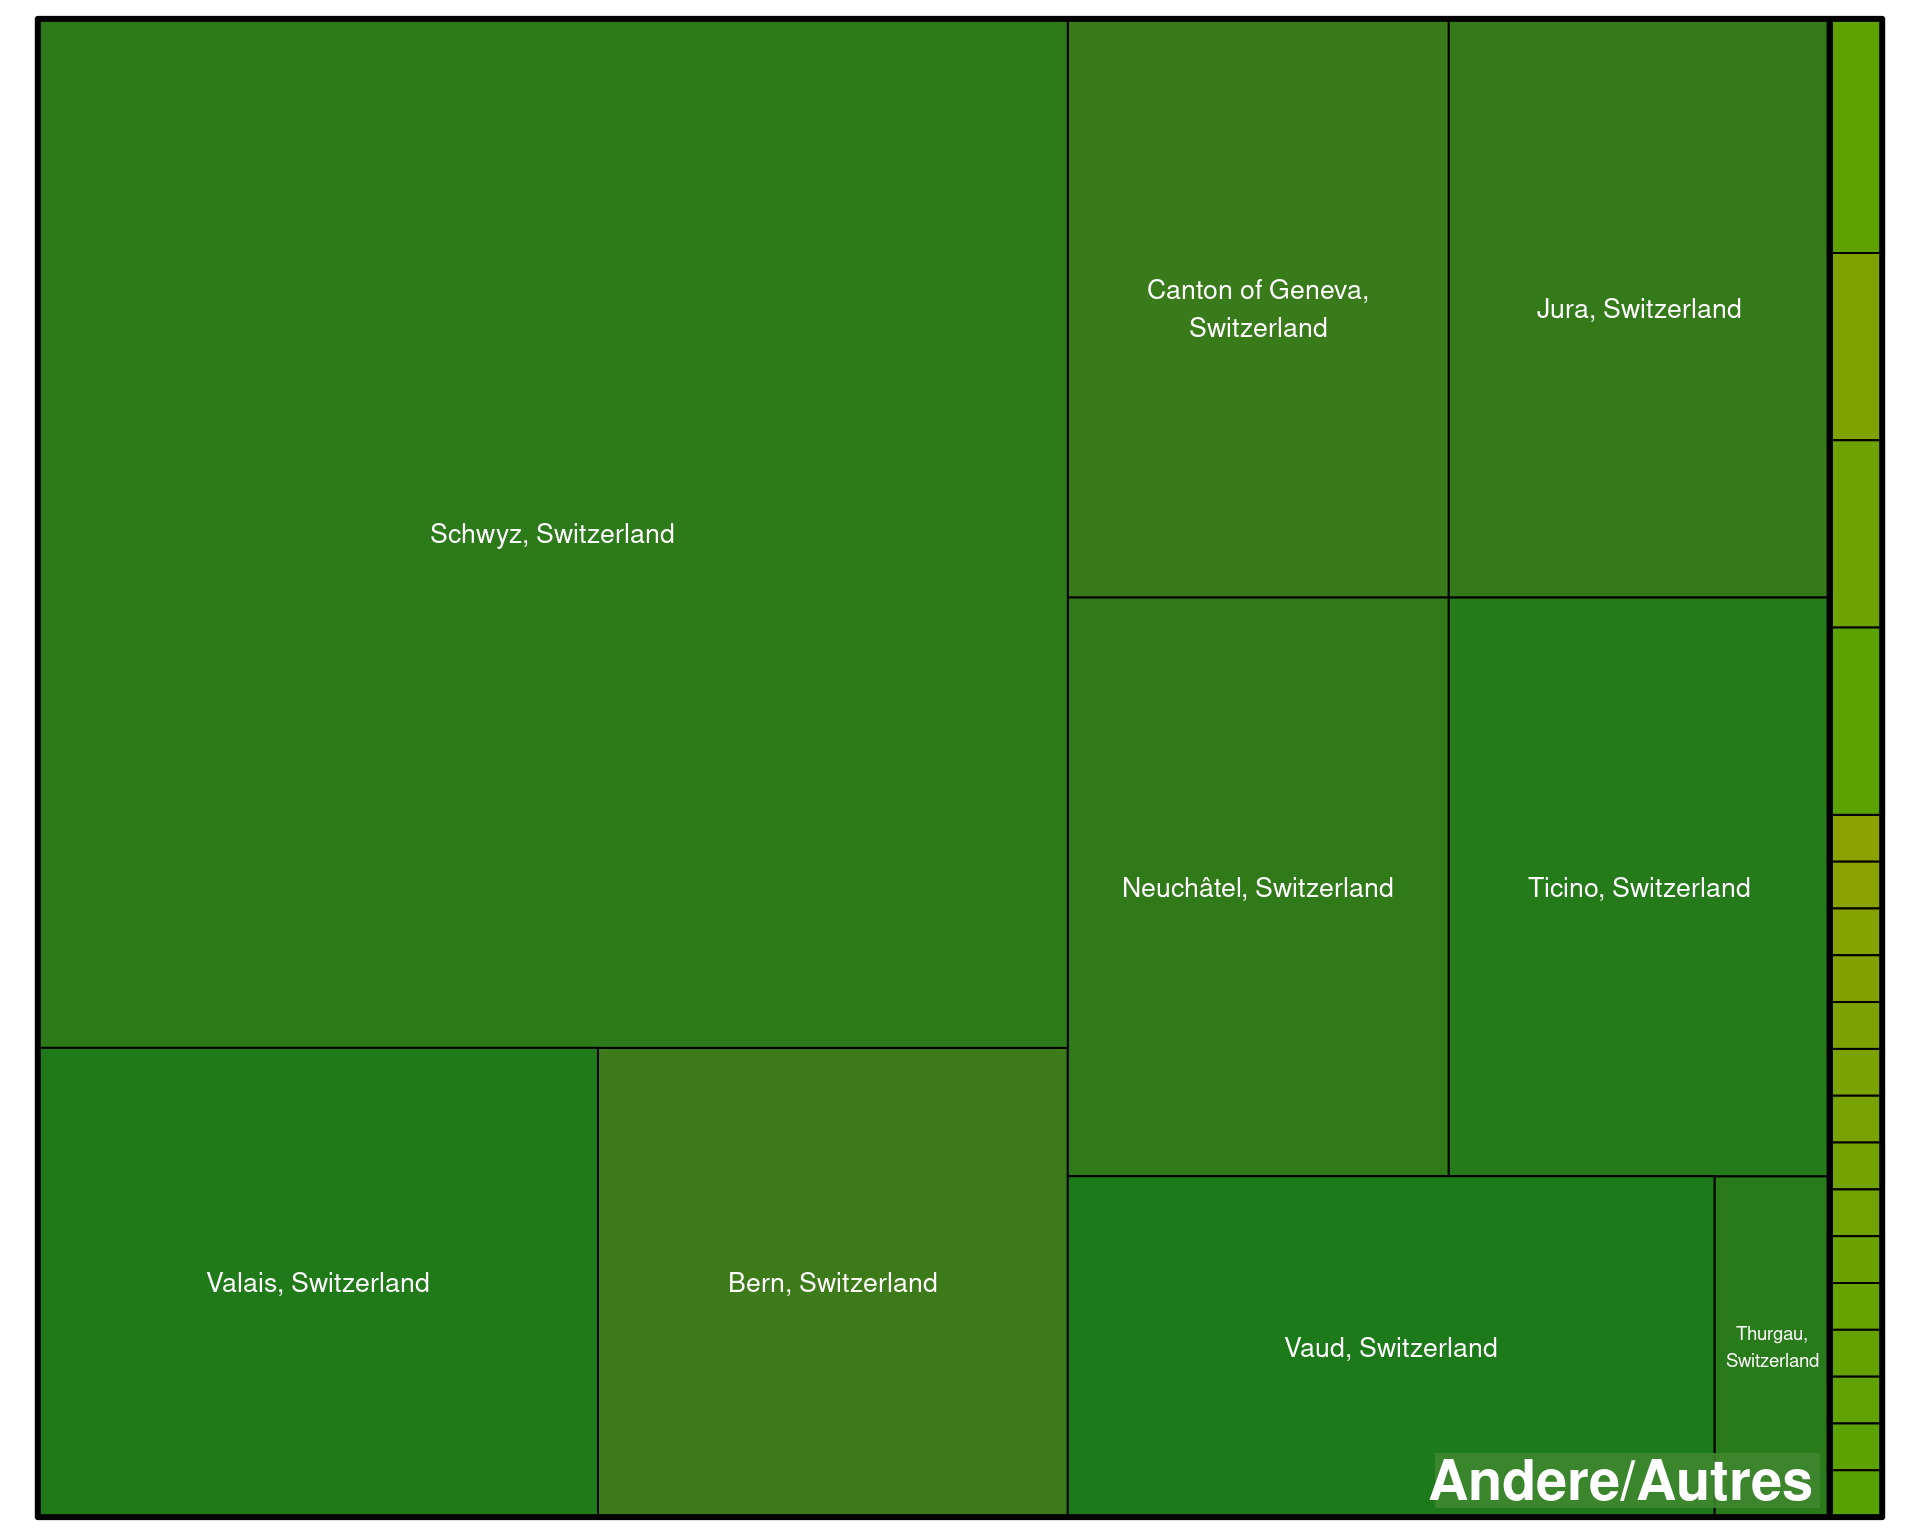 Schwyz, Switzerland
Canton of Geneva,
Switzerland
Jura, Switzerland
Neuchâtel, Switzerland
Ticino, Switzerland
Valais, Switzerland
Bern, Switzerland
Vaud, Switzerland
Thurgau,
Switzerland
Andere/Autres